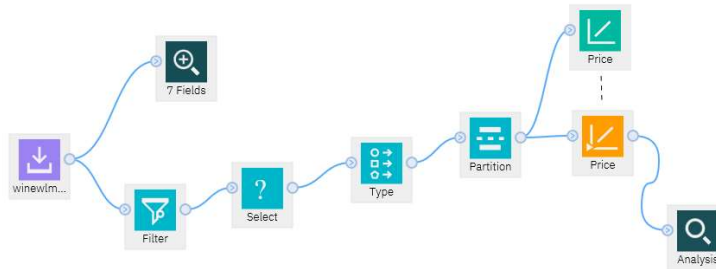 Price
7 Fields
Price
Partition
Type
winewlm...
Select
Filter
Analysis